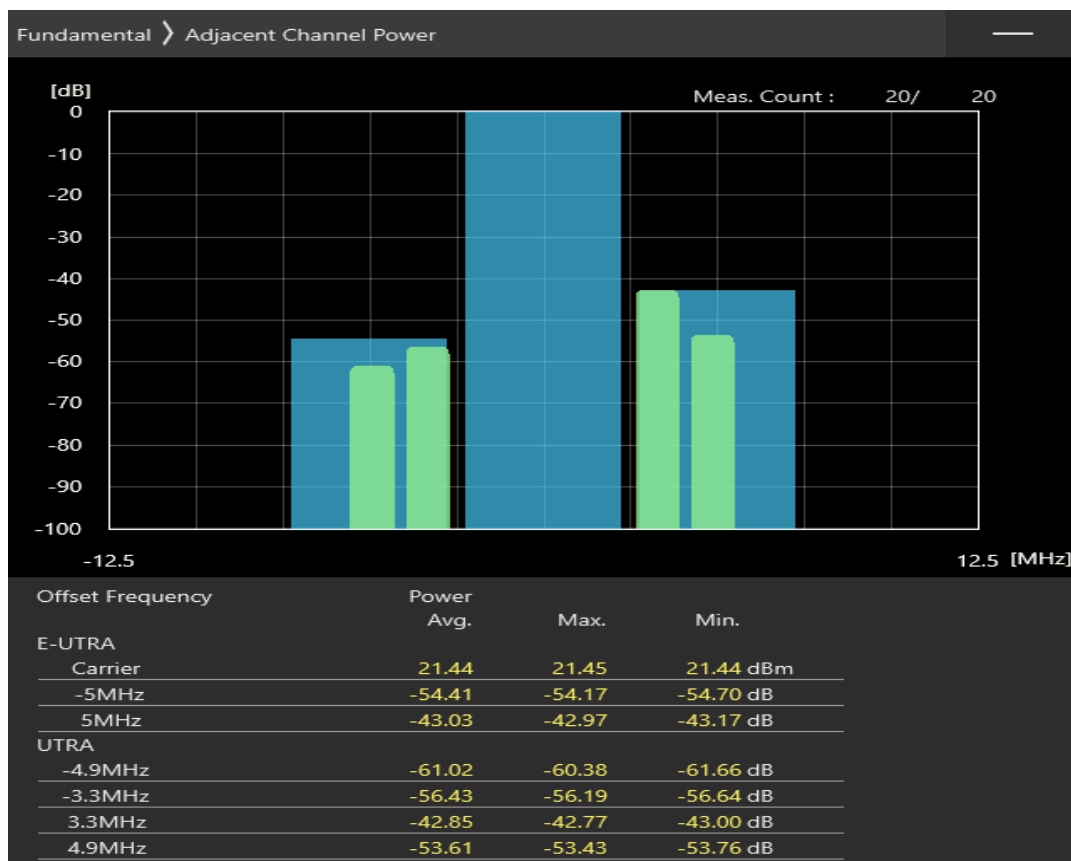 Fundamental ❯ Adjacent Channel Power
[dB]
Meas. Count : 20/ 20
0
-10
-20
-30
-40
-50
-60
-70
-80
-90
-100
-12.5 12.5 [MHz]
Offset Frequency Power
Avg. Max. Min.
E-UTRA
Carrier 21.44 21.45 21.44 dBm
-5MHz -54.41 -54.17 -54.70 dB
5MHz -43.03 -42.97 -43.17 dB
UTRA
-4.9MHz -61.02 -60.38 -61.66 dB
-3.3MHz -56.43 -56.19 -56.64 dB
3.3MHz -42.85 -42.77 -43.00 dB
4.9MHz -53.61 -53.43 -53.76 dB